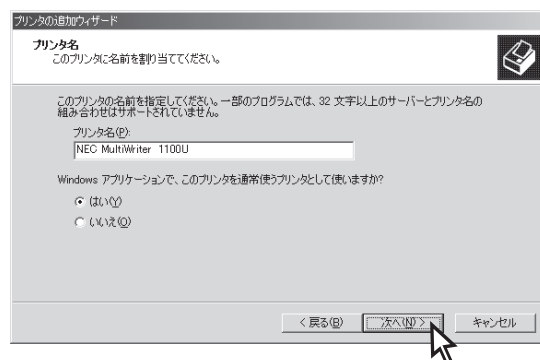 プリンタの追加ウィザード
プリンタ名
このプリンタに名前を割り当ててください。
このプリンタの名前を指定してください。一部のプログラムでは、32 文字以上のサーバーとプリンタ名の
組み合わせはサポートされていません。
プリンタ名(P):
NEC MultiWriter 1100U
Windows アプリケーションで、このプリンタを通常使うプリンタとして使いますか?
はい(Y)
いいえ(O)
< 戻る(B)
次へ(N) >
キャンセル